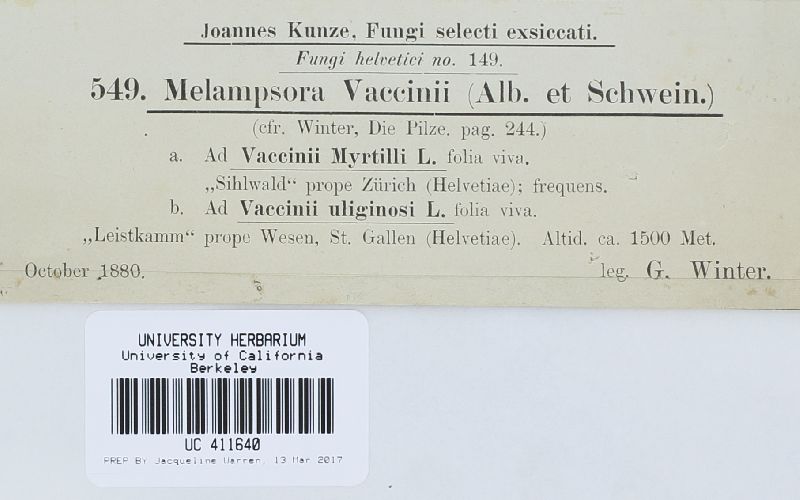 Joannes Kunze, Fungi selecti exsiccati.
Fungi helvetici no. 149.
549. Melampsora Vaccinii (Alb. et Schwein.)
(cfr. Winter, Die Pilze, pag. 244.)
a. Ad Vaccinii Myrtilli L. folia viva.
„Sihlwald“ prope Zürich (Helvetiae); frequens.
b. Ad Vaccinii uliginosi L. folia viva.
„Leistkamm“ prope Wesen, St. Gallen (Helvetiae). Altid. ca. 1500 Met.
October 1880. leg. G. Winter.
UNIVERSITY HERBARIUM
University of California
Berkeley
UC 411640
PREP BY Jacqueline Warren, 13 Mar 2017